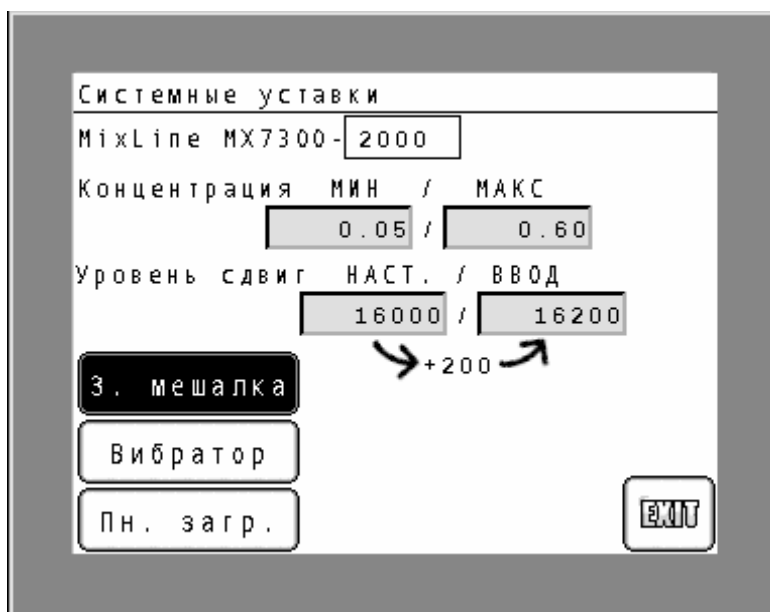 Системные уставки
MixLine MX7300- 2000
Концентрация МИН / МАКС
0.05 / 0.60
Уровень сдвиг НАСТ. / ВВОД
16000 / 16200
+200
3. мешалка
Вибратор
Пн. загр.
EXIT